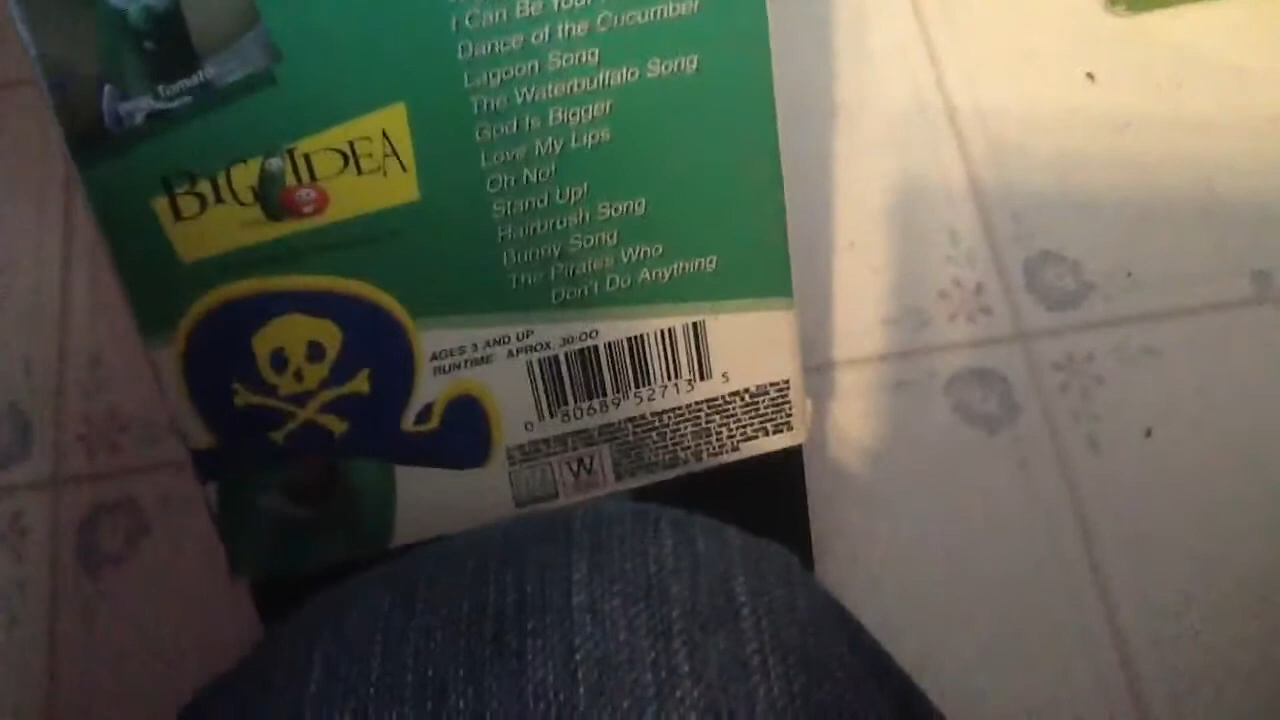 I Can Be Your
Dance of the Cucumber
Lagoon Song
The Waterbuffalo Song
God Is Bigger
Love My Lips
Oh No!
Stand Up!
Hairbrush Song
Bunny Song
The Pirates Who
Don't Do Anything
Tomato
BIG IDEA
AGES 3 AND UP
RUNTIME APROX. 30:00
0 80689 52713 5
W